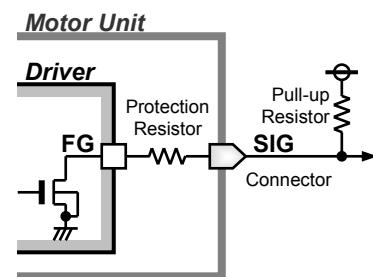 Motor Unit
Driver
Protection
Resistor
Pull-up
Resistor
FG
SIG
Connector